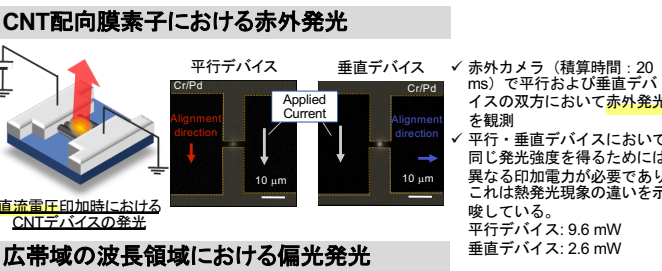 CNT配向膜素子における赤外発光
平行デバイス
垂直デバイス
Cr/Pd
Cr/Pd
Applied
Current
Alignment
direction
Alignment
direction
10 μm
10 μm
直流電圧印加時における
CNTデバイスの発光
✓ 赤外カメラ（積算時間：20
ms）で平行および垂直デバ
イスの双方において赤外発光
を観測
✓ 平行・垂直デバイスにおいて
同じ発光強度を得るためには
異なる印加電力が必要であり
これは熱発光現象の違いを示
唆している。
平行デバイス: 9.6 mW
垂直デバイス: 2.6 mW
広帯域の波長領域における偏光発光